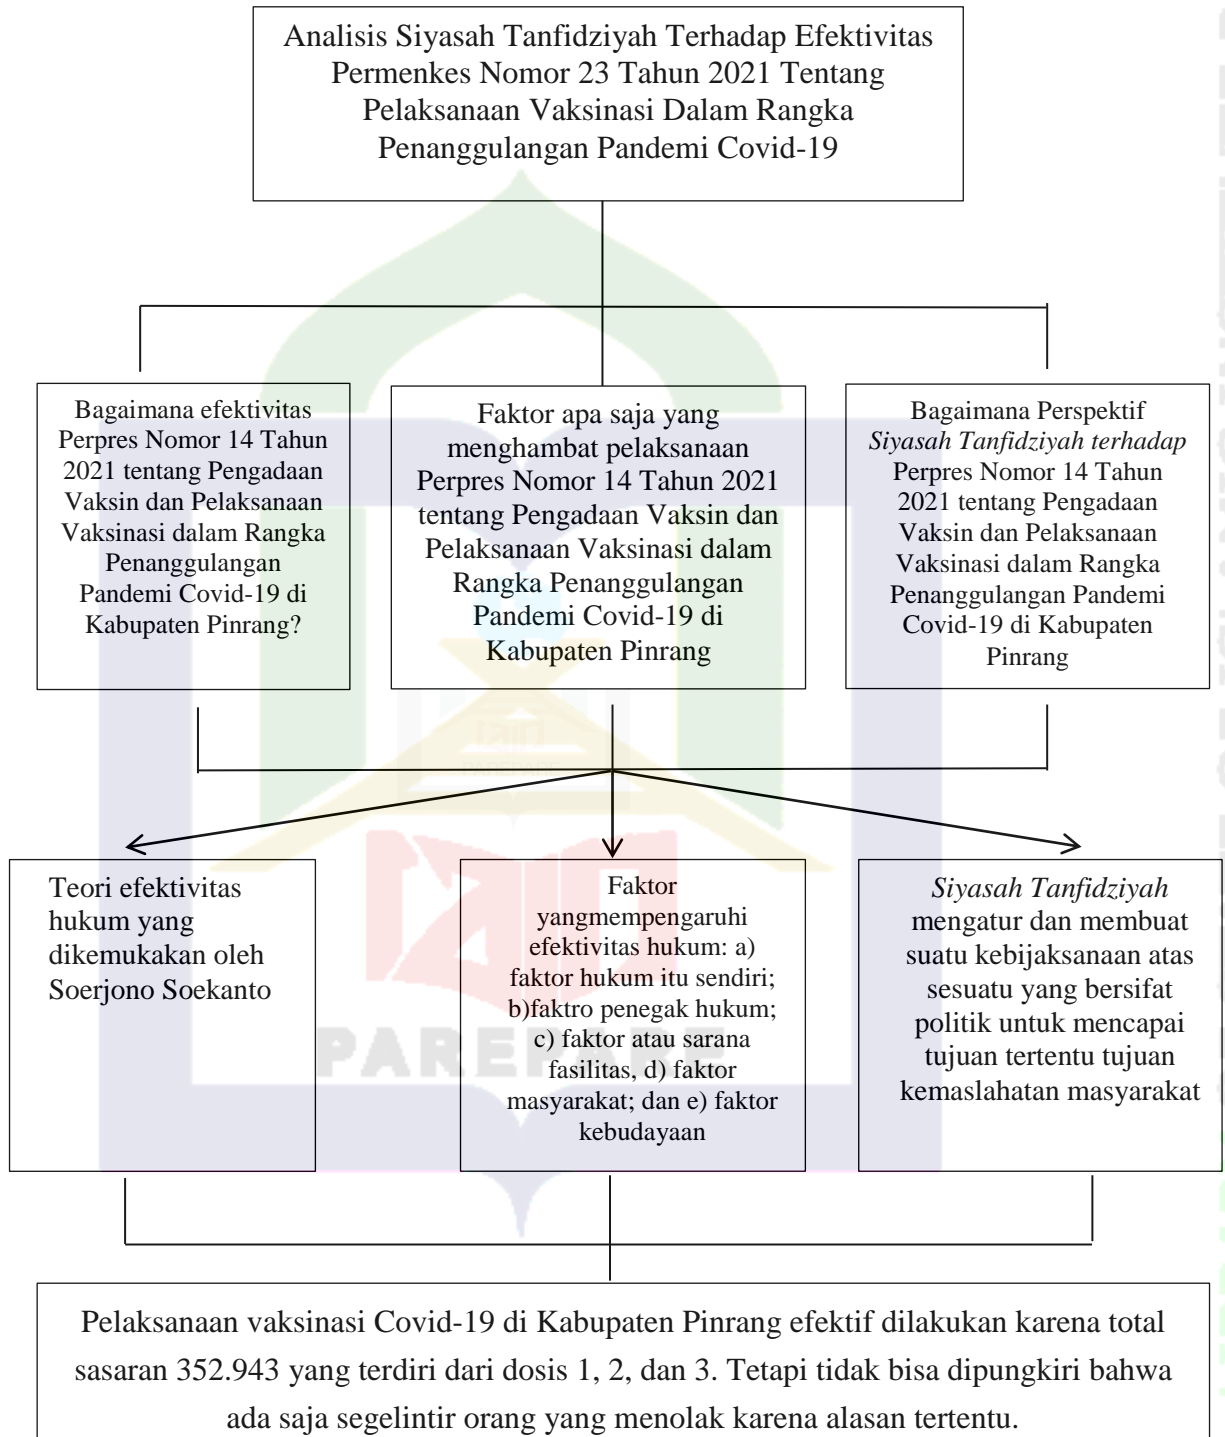 Analisis Siyasah Tanfidziyah Terhadap Efektivitas
Permenkes Nomor 23 Tahun 2021 Tentang
Pelaksanaan Vaksinasi Dalam Rangka
Penanggulangan Pandemi Covid-19
Bagaimana efektivitas
Perpres Nomor 14 Tahun
2021 tentang Pengadaan
Vaksin dan Pelaksanaan
Vaksinasi dalam Rangka
Penanggulangan
Pandemi Covid-19 di
Kabupaten Pinrang?
Faktor apa saja yang
menghambat pelaksanaan
Perpres Nomor 14 Tahun 2021
tentang Pengadaan Vaksin dan
Pelaksanaan Vaksinasi dalam
Rangka Penanggulangan
Pandemi Covid-19 di
Kabupaten Pinrang
Bagaimana Perspektif
Siyasah Tanfidziyah terhadap
Perpres Nomor 14 Tahun
2021 tentang Pengadaan
Vaksin dan Pelaksanaan
Vaksinasi dalam Rangka
Penanggulangan Pandemi
Covid-19 di Kabupaten
Pinrang
Teori efektivitas
hukum yang
dikemukakan oleh
Soerjono Soekanto
Faktor
yangmempengaruhi
efektivitas hukum: a)
faktor hukum itu sendiri;
b)faktro penegak hukum;
c) faktor atau sarana
fasilitas, d) faktor
masyarakat; dan e) faktor
kebudayaan
Siyasah Tanfidziyah
mengatur dan membuat
suatu kebijaksanaan atas
sesuatu yang bersifat
politik untuk mencapai
tujuan tertentu tujuan
kemaslahatan masyarakat
PAREPARE
Pelaksanaan vaksinasi Covid-19 di Kabupaten Pinrang efektif dilakukan karena total
sasaran 352.943 yang terdiri dari dosis 1, 2, dan 3. Tetapi tidak bisa dipungkiri bahwa
ada saja segelintir orang yang menolak karena alasan tertentu.